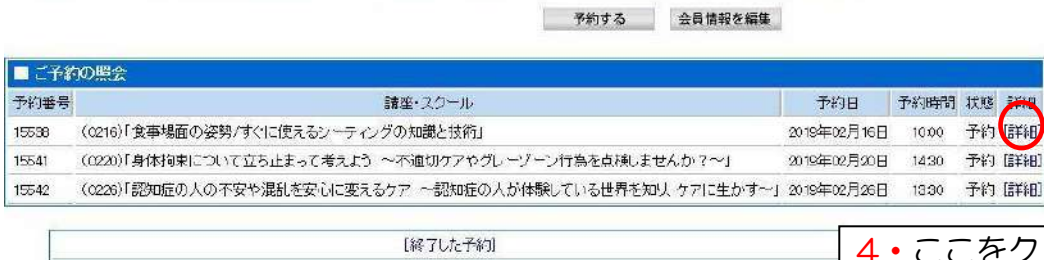 予約する 会員情報を編集
■ ご予約の照会
予約番号 講座・スクール 予約日 予約時間 状態 詳細
15538 (0216)「食事場面の姿勢/すぐに使えるシーティングの知識と技術」 2019年02月16日 10:00 予約 [詳細]
15541 (0220)「身体拘束について立ち止まって考えよう ～不適切ケアやグレーゾーン行為を点検しませんか？～」 2019年02月20日 14:30 予約 [詳細]
15542 (0226)「認知症の人の不安や混乱を安心に変えるケア ～認知症の人が体験している世界を知り、ケアに生かす～」 2019年02月26日 13:30 予約 [詳細]
[終了した予約]
4・ここをク